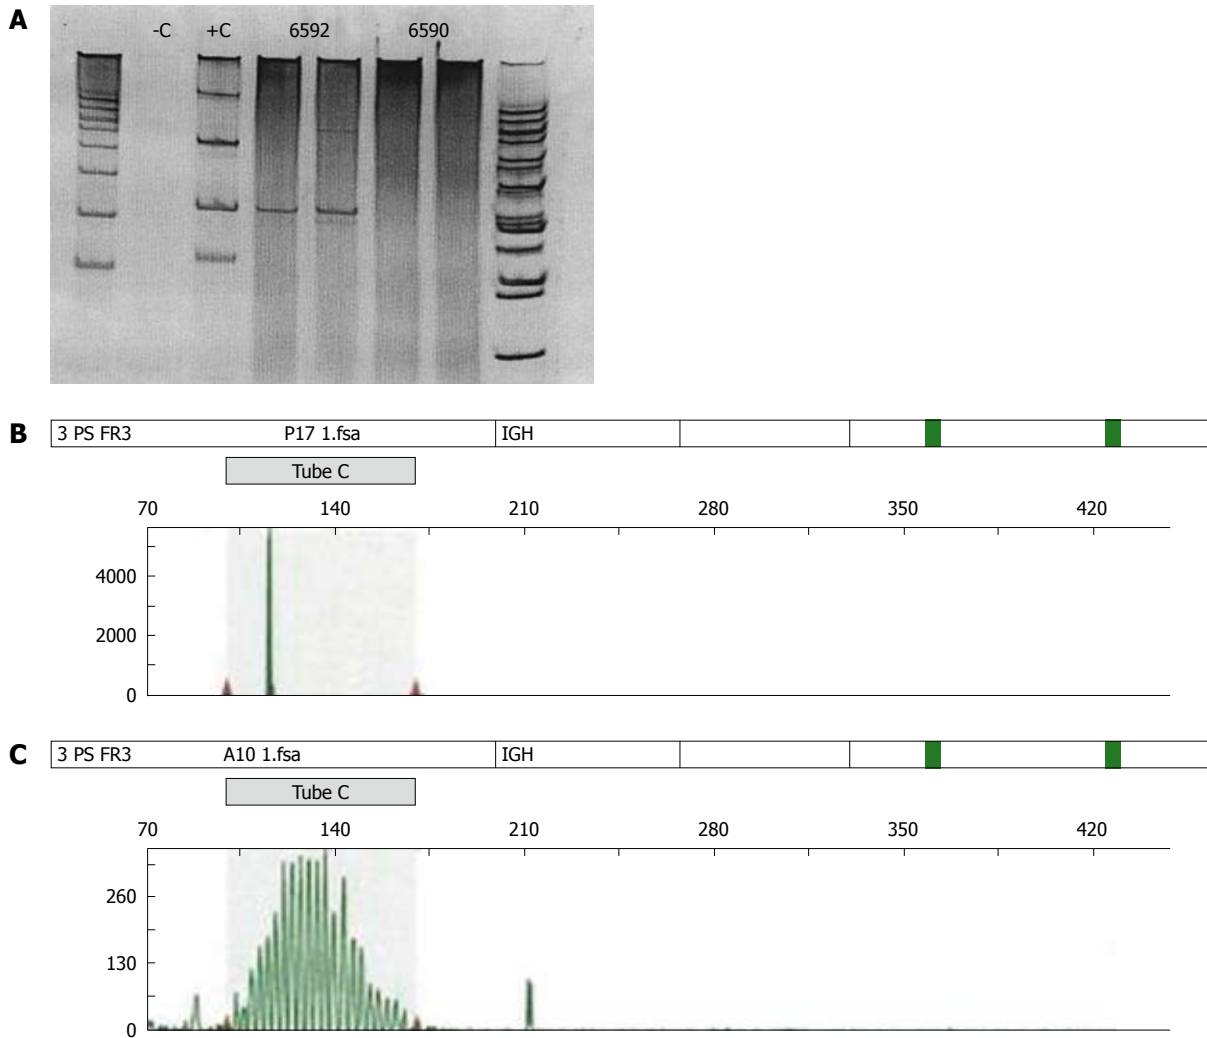 A
-C +C 6592 6590
B
3 PS FR3 P17 1.fsa IGH
Tube C
70 140 210 280 350 420
4000
2000
0
C
3 PS FR3 A10 1.fsa IGH
Tube C
70 140 210 280 350 420
260
130
0